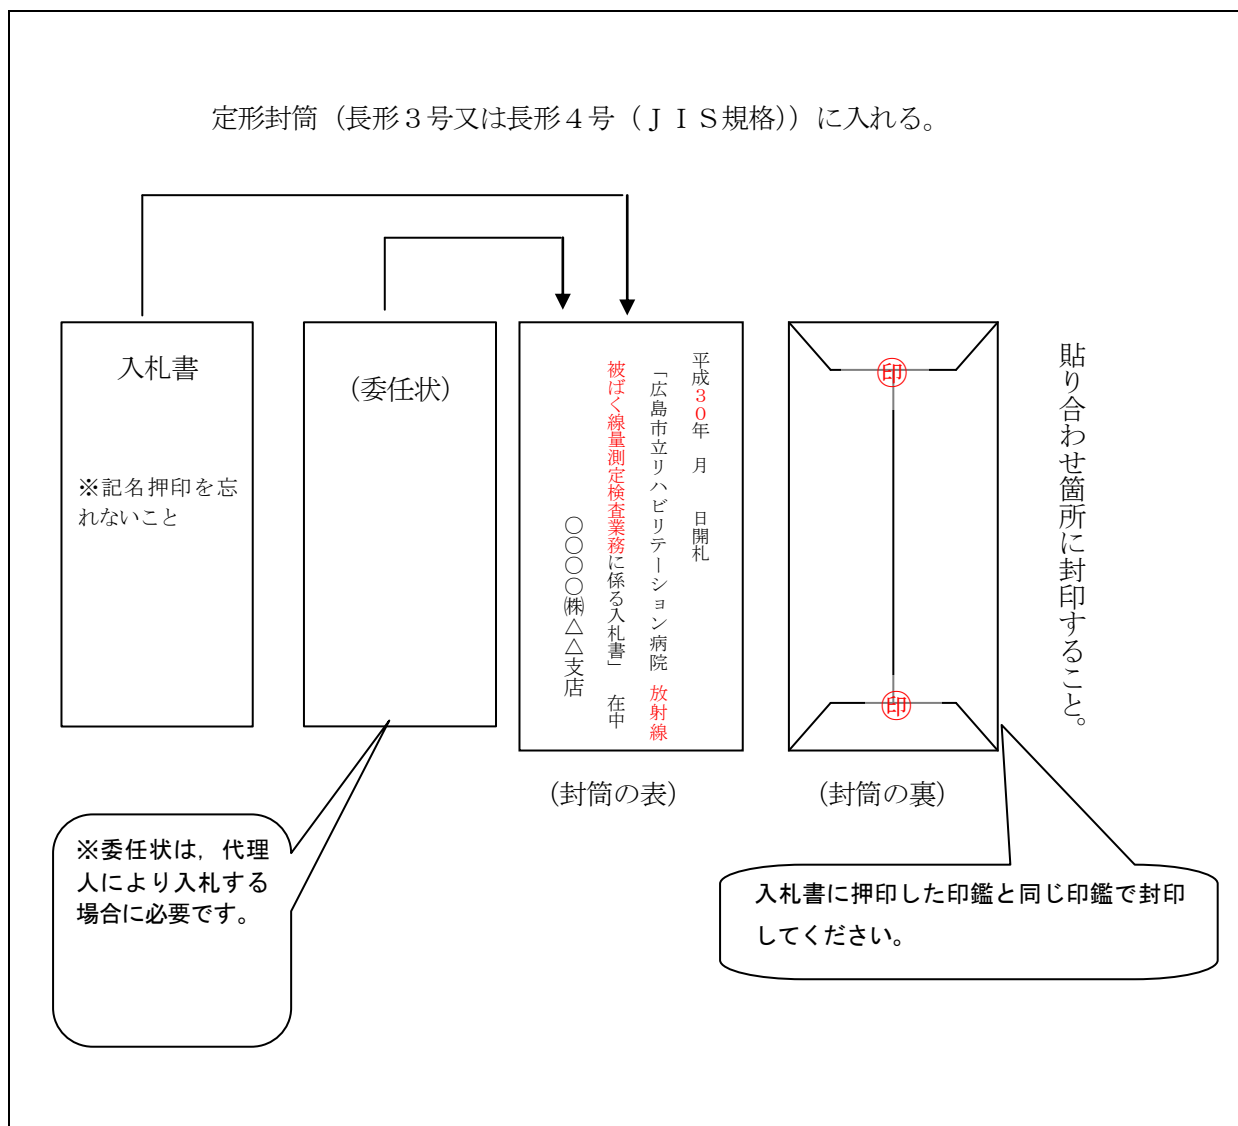 定形封筒（長形３号又は長形４号（ＪＩＳ規格））に入れる。
入札書
※記名押印を忘
れないこと
（委任状）
平成３０年　月　　日開札
「広島市立リハビリテーション病院　放射線
被ばく線量測定検査業務に係る入札書」　在中
〇〇〇〇㈱△△支店
㊞
㊞
貼り合わせ箇所に封印すること。
（封筒の表）
（封筒の裏）
※委任状は，代理
人により入札する
場合に必要です。
入札書に押印した印鑑と同じ印鑑で封印
してください。